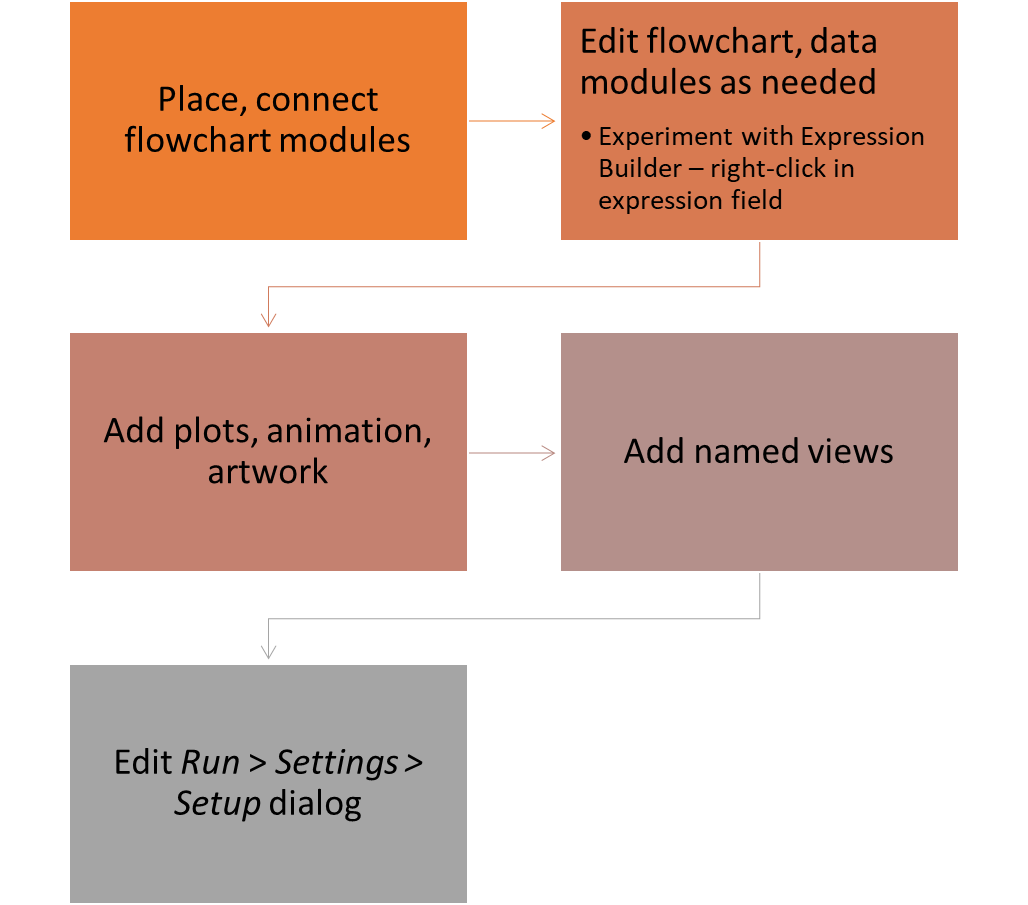 Place, connect
flowchart modules
Edit flowchart, data
modules as needed
• Experiment with Expression
Builder – right-click in
expression field
Add plots, animation,
artwork
Add named views
Edit Run > Settings >
Setup dialog